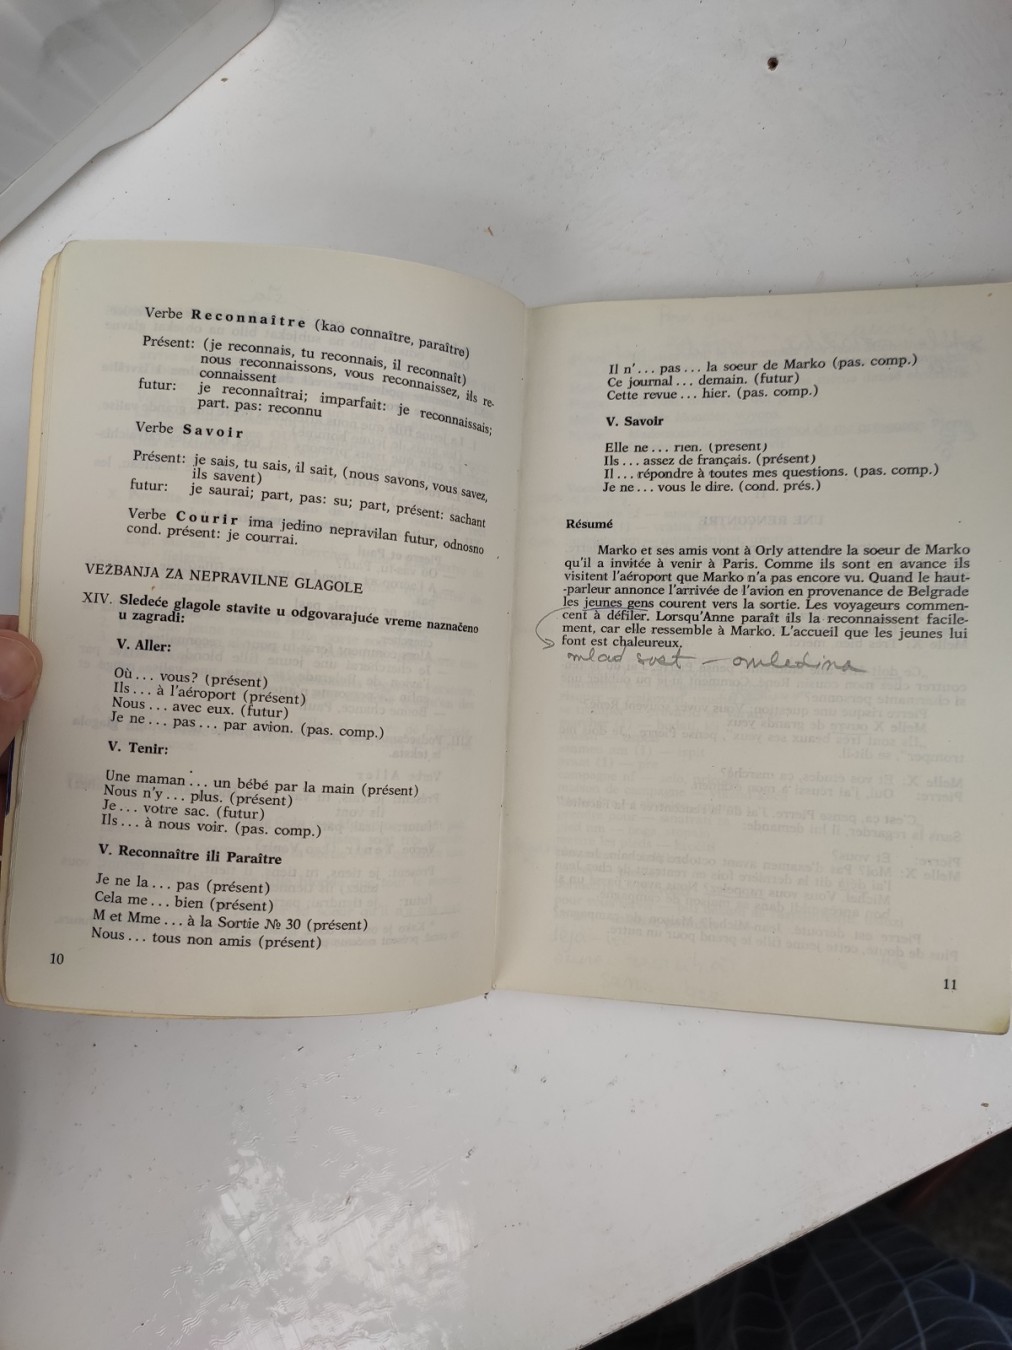 Verbe Reconnaître (kao connaître, paraître)
Présent: (je reconnais, tu reconnais, il reconnaît)
nous reconnaissons, vous reconnaissez, ils re-
connaissent
futur: je reconnaîtrai; imparfait: je reconnaissais;
part. pas: reconnu
Verbe Savoir
Présent: je sais, tu sais, il sait, (nous savons, vous savez,
ils savent)
futur: je saurai; part, pas: su; part, présent: sachant
Verbe Courir ima jedino nepravilan futur, odnosno
cond. présent: je courrai.
VEŽBANJA ZA NEPRAVILNE GLAGOLE
XIV. Sledeće glagole stavite u odgovarajuće vreme naznačeno
u zagradi:
V. Aller:
Où... vous? (présent)
Ils... à l'aéroport (présent)
Nous... avec eux. (futur)
Je ne... pas... par avion. (pas. comp.)
V. Tenir:
Une maman... un bébé par la main (présent)
Nous n'y... plus. (présent)
Je... votre sac. (futur)
Ils... à nous voir. (pas. comp.)
V. Reconnaître ili Paraître
Je ne la... pas (présent)
Cela me... bien (présent)
M et Mme... à la Sortie № 30 (présent)
Nous... tous non amis (présent)
10
Il n'... pas... la soeur de Marko (pas. comp.)
Ce journal... demain. (futur)
Cette revue... hier. (pas. comp.)
V. Savoir
Elle ne... rien. (present)
Ils... assez de français. (présent)
Il... répondre à toutes mes questions. (pas. comp.)
Je ne... vous le dire. (cond. prés.)
Résumé
Marko et ses amis vont à Orly attendre la soeur de Marko
qu'il a invitée à venir à Paris. Comme ils sont en avance ils
visitent l'aéroport que Marko n'a pas encore vu. Quand le haut-
-parleur annonce l'arrivée de l'avion en provenance de Belgrade
les jeunes gens courent vers la sortie. Les voyageurs commen-
cent à défiler. Lorsqu'Anne paraît ils la reconnaissent facile-
ment, car elle ressemble à Marko. L'accueil que les jeunes lui
font est chaleureux.
mladost – omladina
11